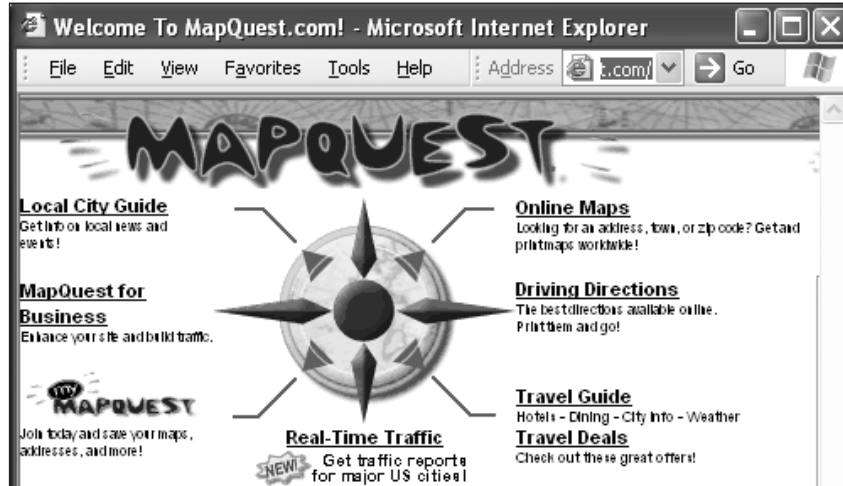 Welcome To MapQuest.com! - Microsoft Internet Explorer
File Edit View Favorites Tools Help Address t.com/ Go
MAPQUEST
Local City Guide
Get info on local news and
events!
MapQuest for
Business
Enhance your site and build traffic.
my
MAPQUEST
Join today and save your maps,
addresses, and more!
Real-Time Traffic
NEW! Get traffic reports
for major US cities!
Online Maps
Looking for an address, town, or zip code? Get and
print maps worldwide!
Driving Directions
The best directions available online.
Print them and go!
Travel Guide
Hotels - Dining - City Info - Weather
Travel Deals
Check out these great offers!